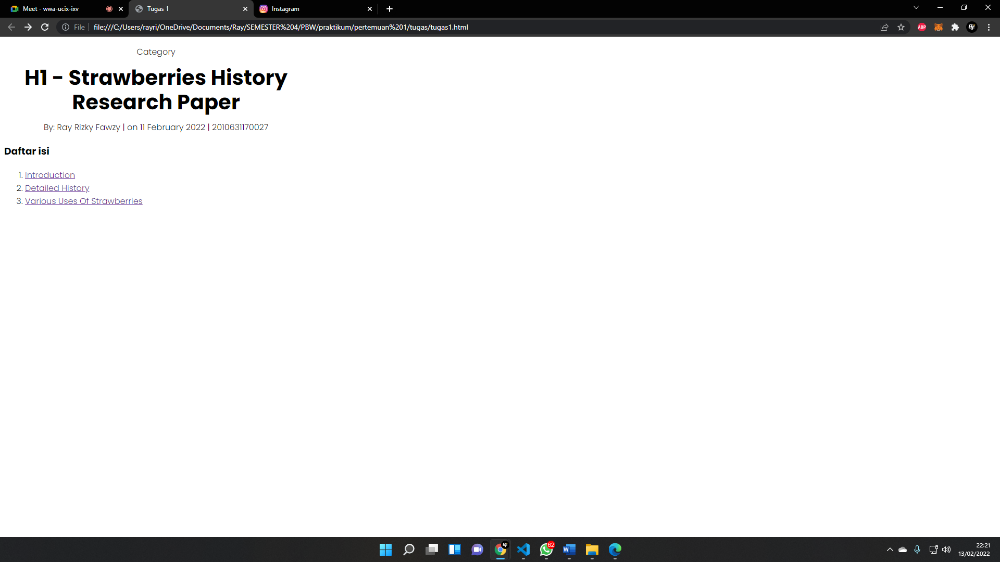 Meet - wwa-ucix-ixv
Tugas 1
Instagram
File
file:///C:/Users/rayri/OneDrive/Documents/Ray/SEMESTER%204/PBW/praktikum/pertemuan%201/tugas/tugas1.html
ABP
Category
H1 - Strawberries History
Research Paper
By: Ray Rizky Fawzy | on 11 February 2022 | 2010631170027
Daftar isi
1. Introduction
2. Detailed History
3. Various Uses Of Strawberries
62
22:21
13/02/2022